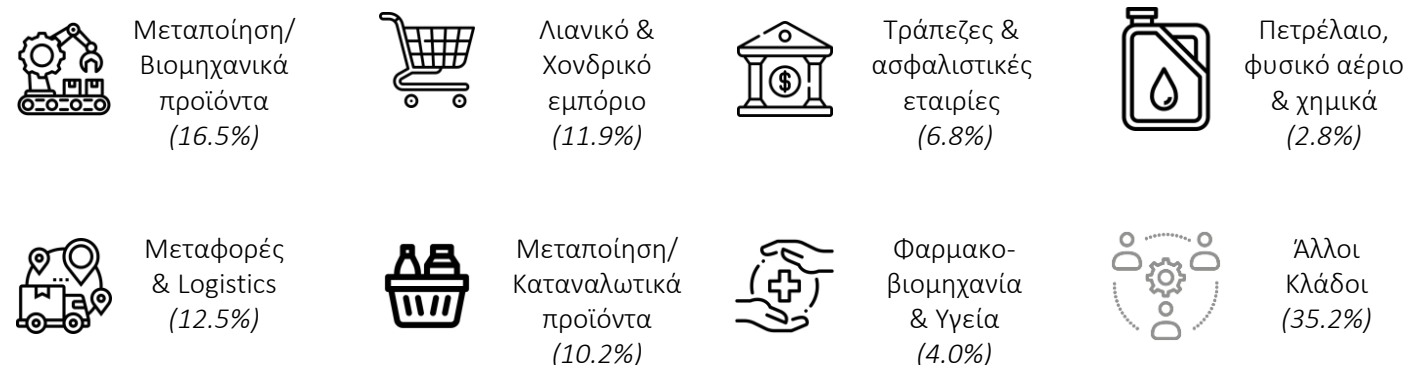 Μεταποίηση/
Βιομηχανικά
προϊόντα
(16.5%)
Λιανικό &
Χονδρικό
εμπόριο
(11.9%)
Τράπεζες &
ασφαλιστικές
εταιρίες
(6.8%)
Πετρέλαιο,
φυσικό αέριο
& χημικά
(2.8%)
Μεταφορές
& Logistics
(12.5%)
Μεταποίηση/
Καταναλωτικά
προϊόντα
(10.2%)
Φαρμακο-
βιομηχανία
& Υγεία
(4.0%)
Άλλοι
Κλάδοι
(35.2%)